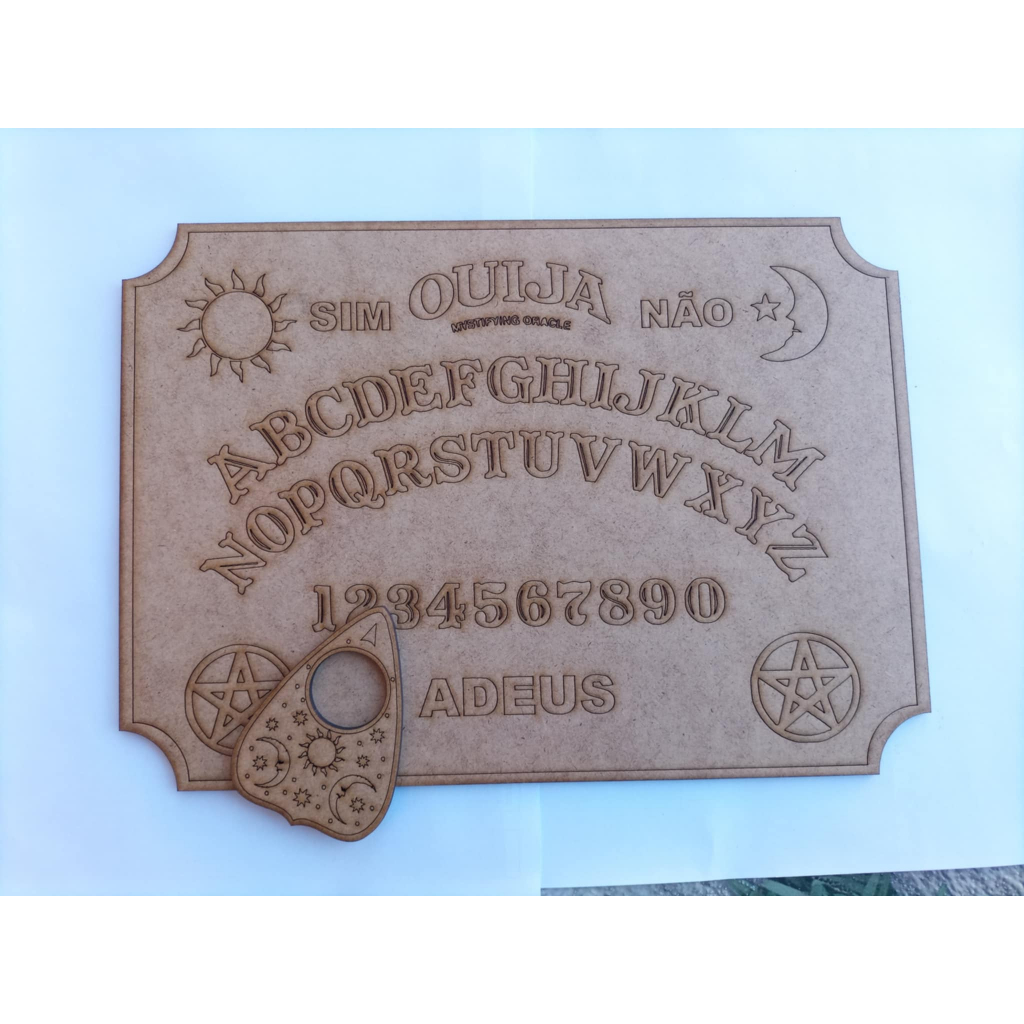 SIM OUIJA NÃO
MYSTIFYING ORACLE
ABCDEFGHIJKLM
NOPQRSTUVWXYZ
1234567890
ADEUS